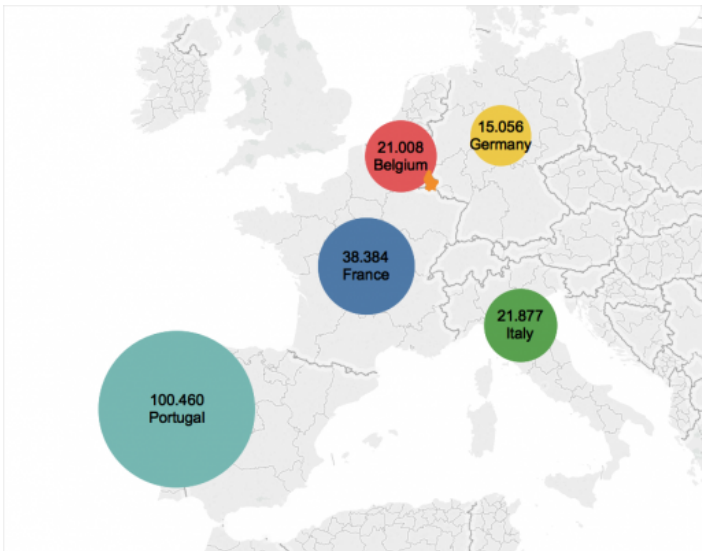 15.056
Germany
21.008
Belgium
38.384
France
21.877
Italy
100.460
Portugal